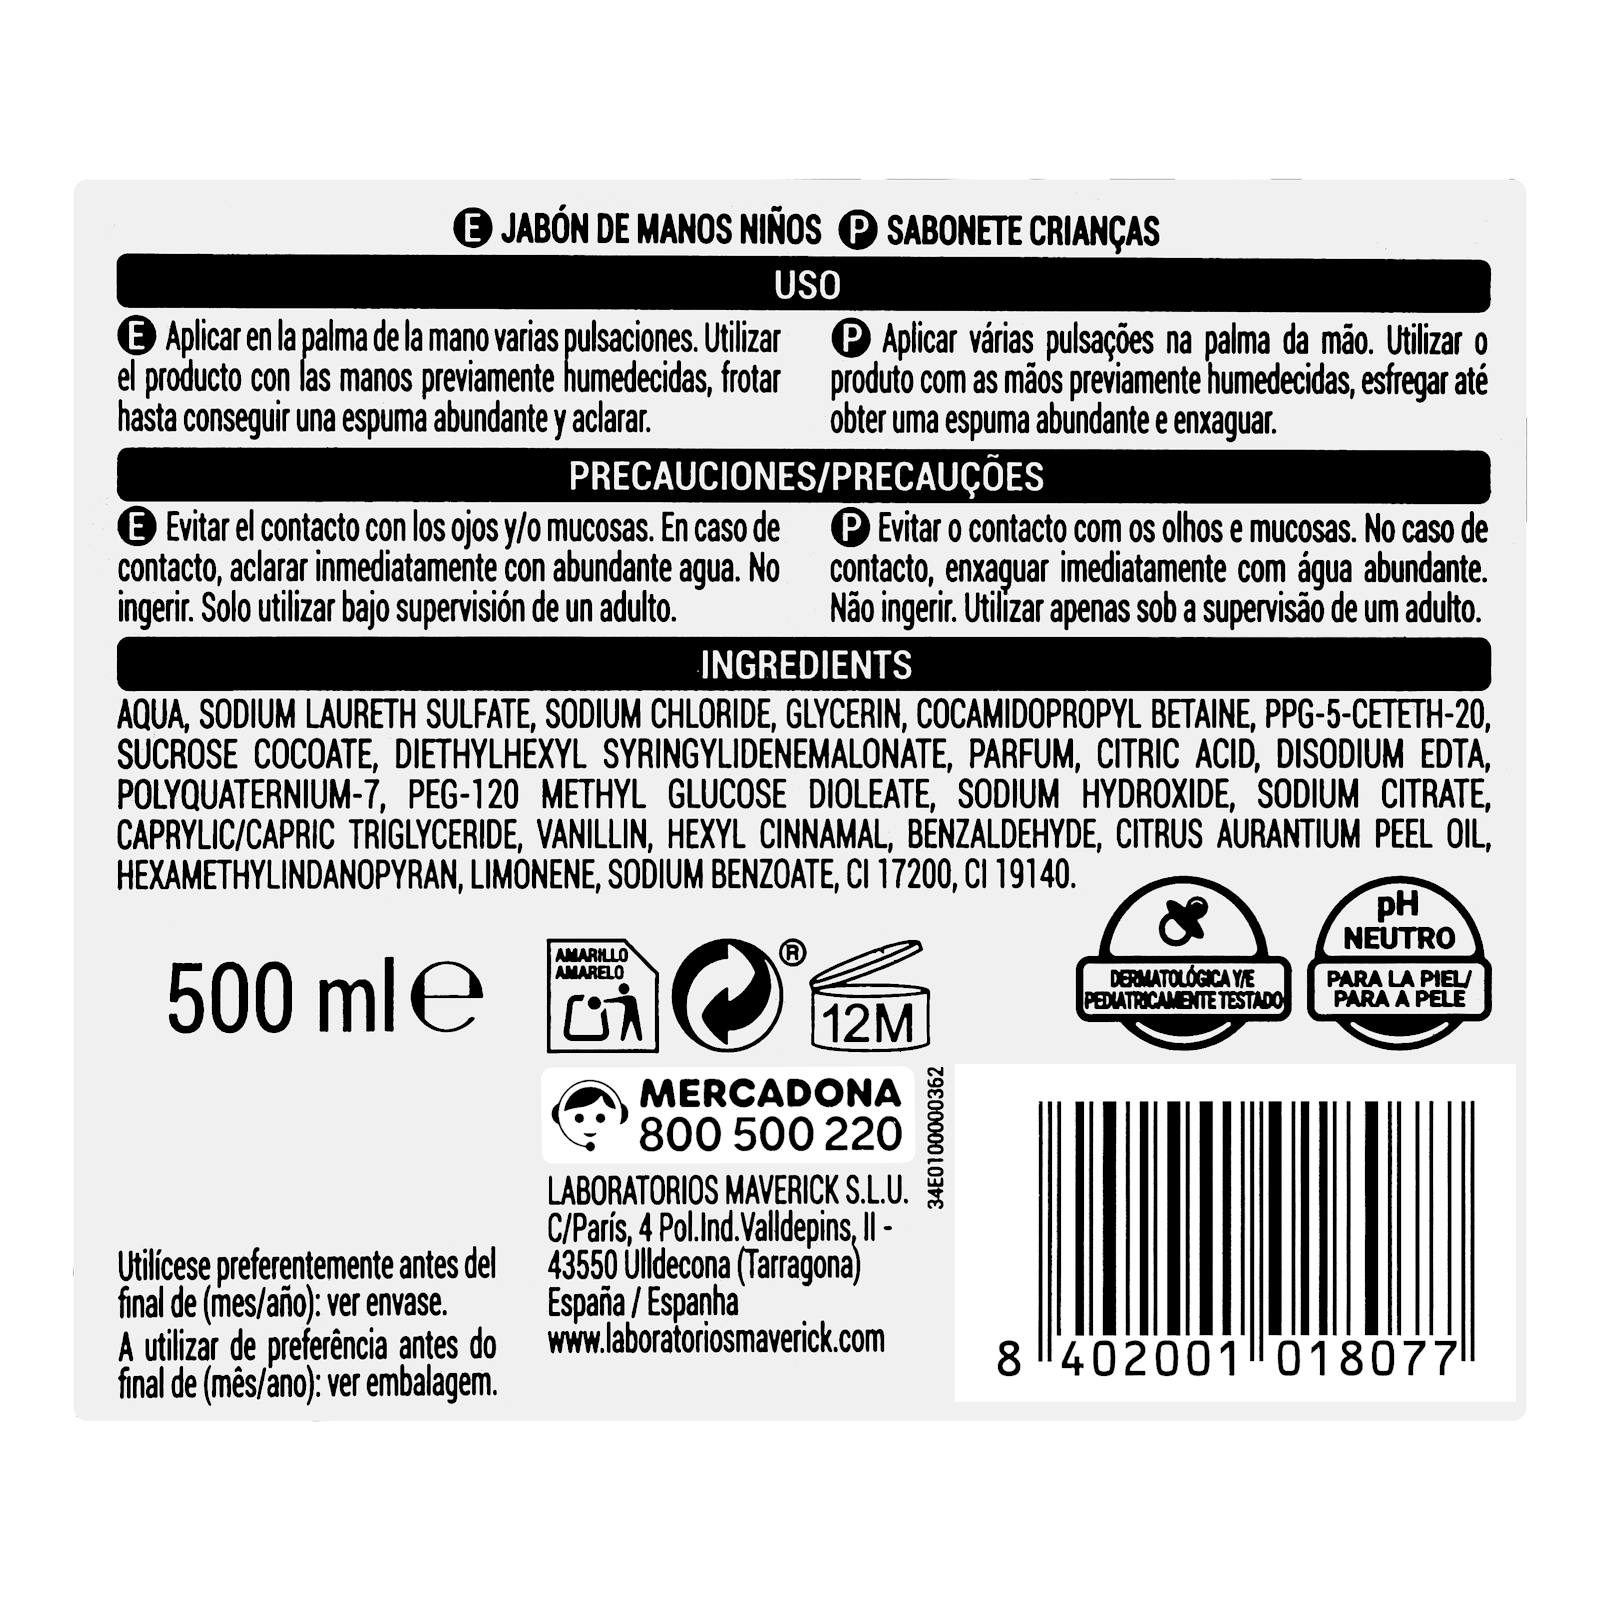 E JABÓN DE MANOS NIÑOS P SABONETE CRIANÇAS
USO
E Aplicar en la palma de la mano varias pulsaciones. Utilizar
el producto con las manos previamente humedecidas, frotar
hasta conseguir una espuma abundante y aclarar.
P Aplicar várias pulsações na palma da mão. Utilizar o
produto com as mãos previamente humedecidas, esfregar até
obter uma espuma abundante e enxaguar.
PRECAUCIONES/PRECAUÇÕES
E Evitar el contacto con los ojos y/o mucosas. En caso de
contacto, aclarar inmediatamente con abundante agua. No
ingerir. Solo utilizar bajo supervisión de un adulto.
P Evitar o contacto com os olhos e mucosas. No caso de
contacto, enxaguar imediatamente com água abundante.
Não ingerir. Utilizar apenas sob a supervisão de um adulto.
INGREDIENTS
AQUA, SODIUM LAURETH SULFATE, SODIUM CHLORIDE, GLYCERIN, COCAMIDOPROPYL BETAINE, PPG-5-CETETH-20,
SUCROSE COCOATE, DIETHYLHEXYL SYRINGYLIDENEMALONATE, PARFUM, CITRIC ACID, DISODIUM EDTA,
POLYQUATERNIUM-7, PEG-120 METHYL GLUCOSE DIOLEATE, SODIUM HYDROXIDE, SODIUM CITRATE,
CAPRYLIC/CAPRIC TRIGLYCERIDE, VANILLIN, HEXYL CINNAMAL, BENZALDEHYDE, CITRUS AURANTIUM PEEL OIL,
HEXAMETHYLINDANOPYRAN, LIMONENE, SODIUM BENZOATE, CI 17200, CI 19140.
500 ml e
AMARILLO
AMARELO
®
12M
DERMATOLÓGICA Y/E
PEDIATRICAMENTE TESTADO
pH
NEUTRO
PARA LA PIEL/
PARA A PELE
MERCADONA
800 500 220
34E0100000362
LABORATORIOS MAVERICK S.L.U.
C/París, 4 Pol.Ind.Valldepins, II -
43550 Ulldecona (Tarragona)
España / Espanha
www.laboratoriosmaverick.com
Utilícese preferentemente antes del
final de (mes/año): ver envase.
A utilizar de preferência antes do
final de (mês/ano): ver embalagem.
8 402001 018077